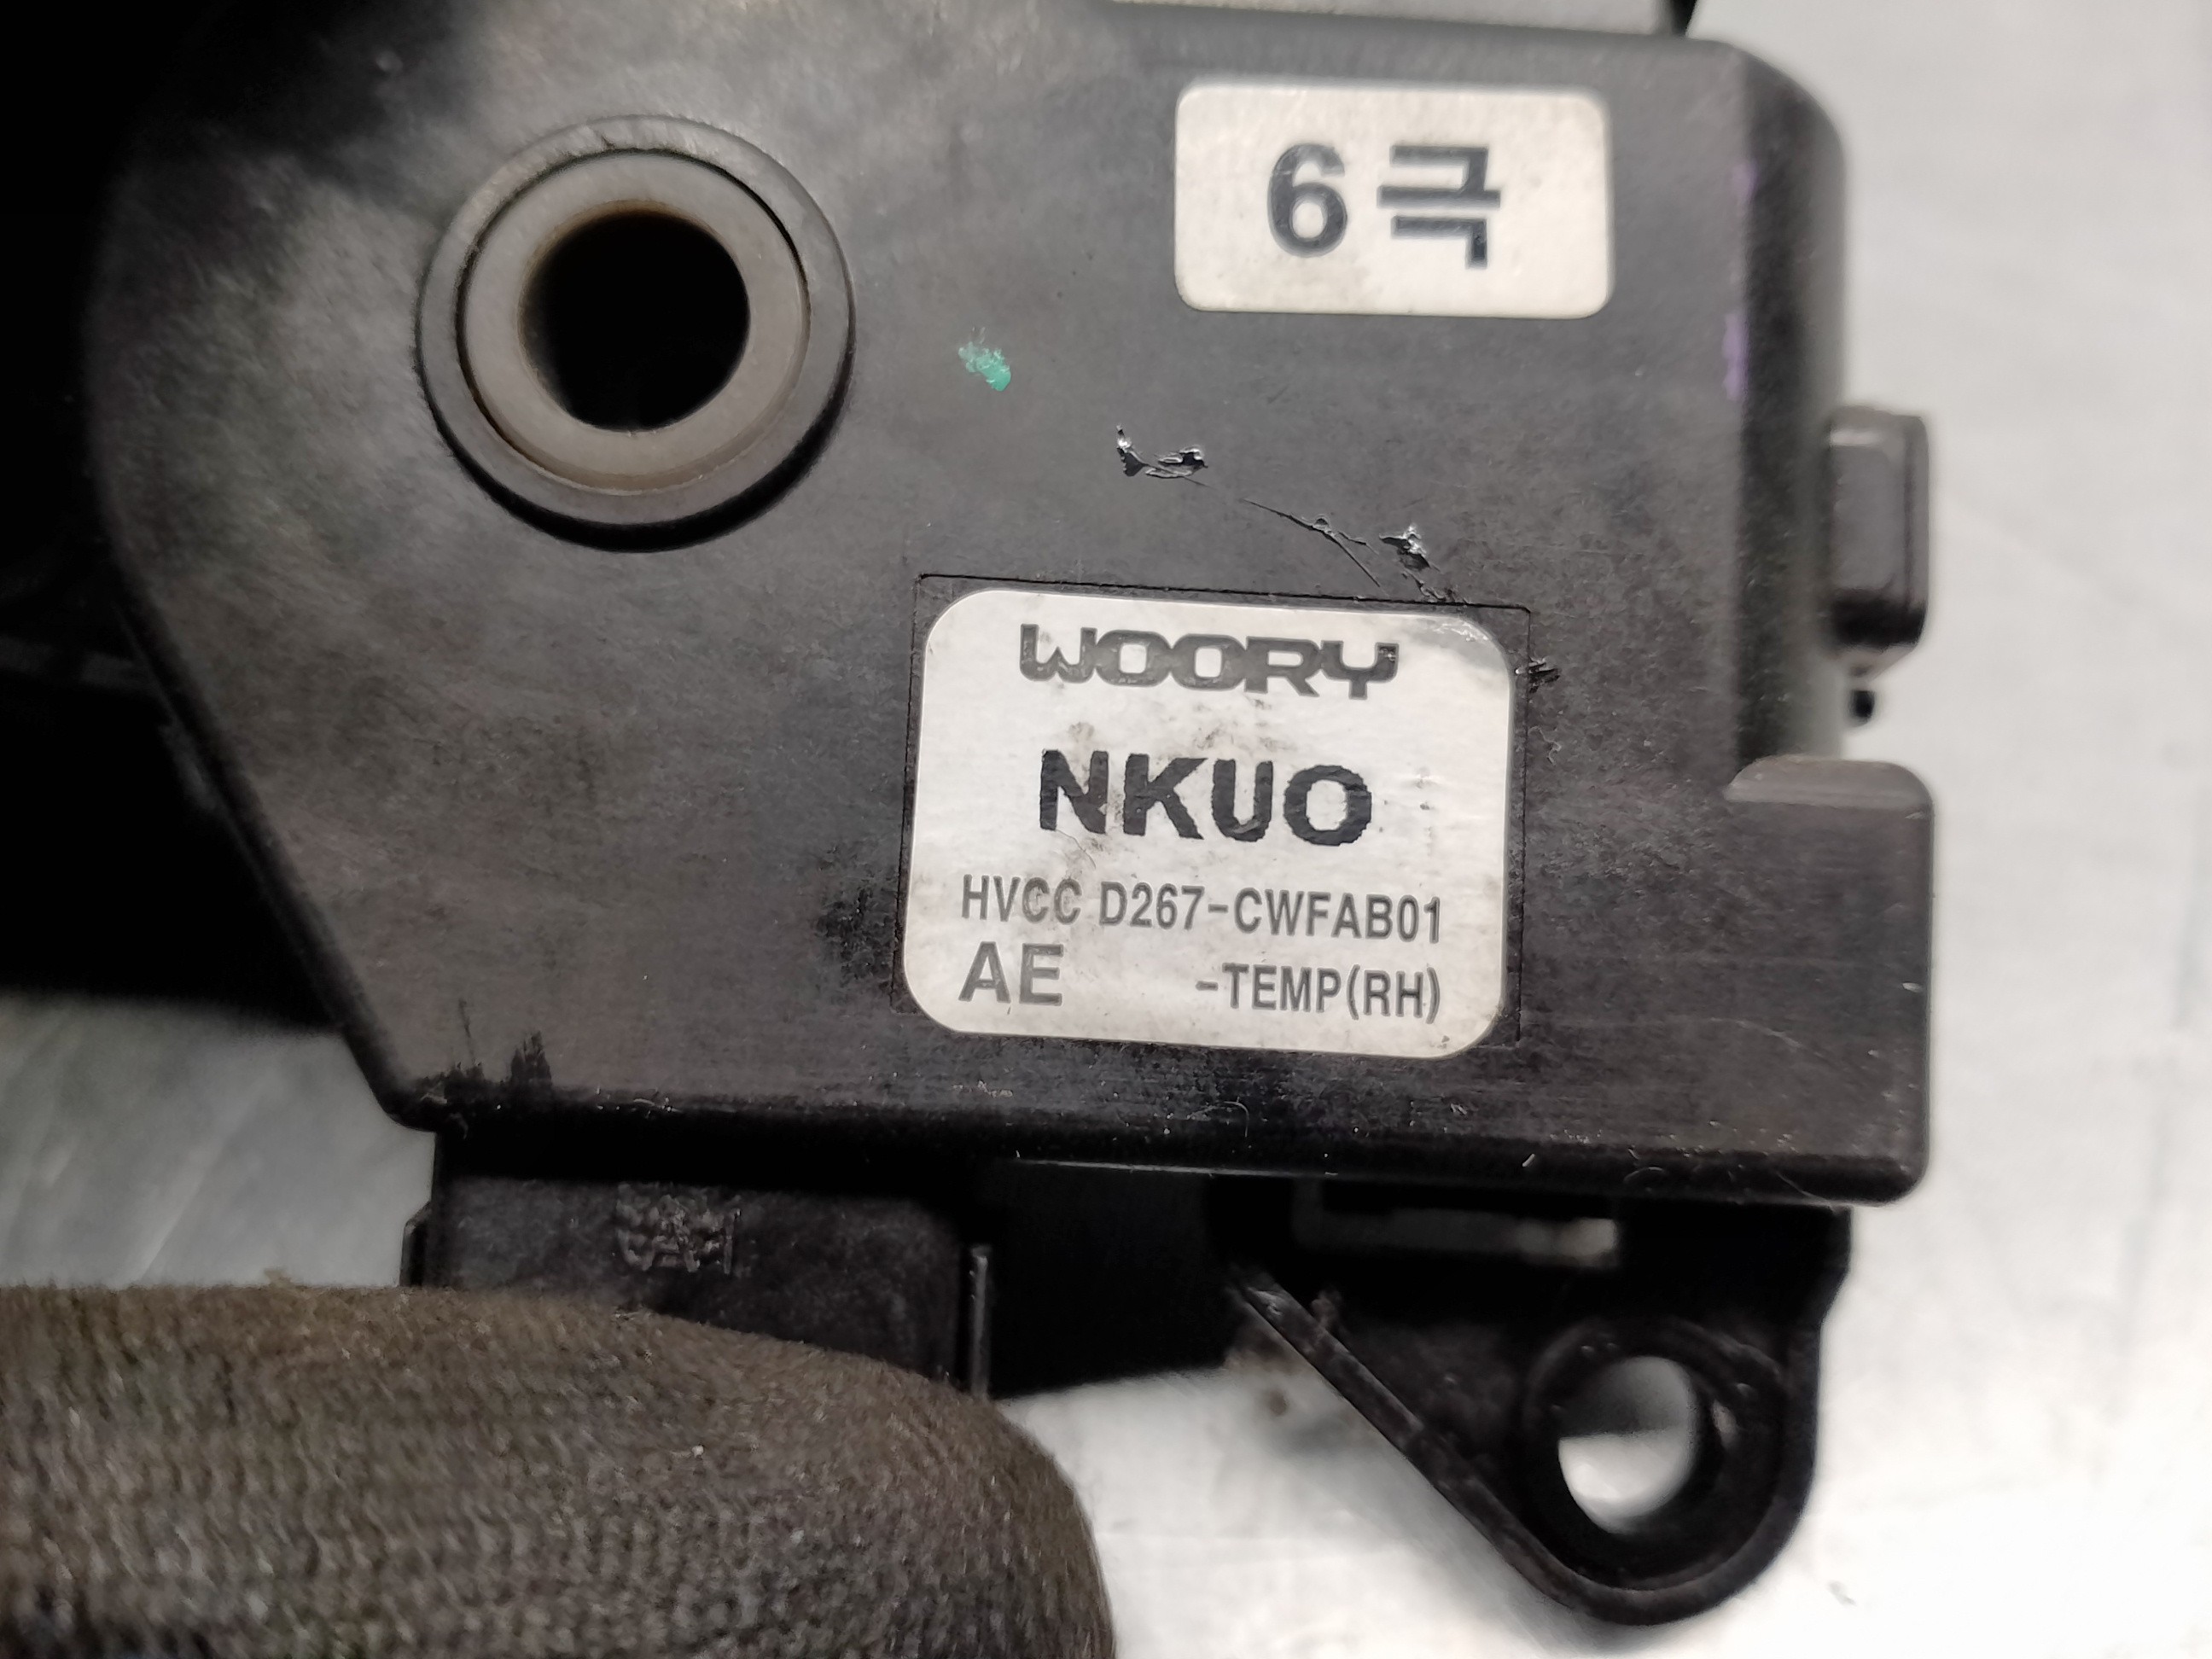 6극
WOORY
NKUO
HVCC D267-CWFAB01
AE -TEMP(RH)